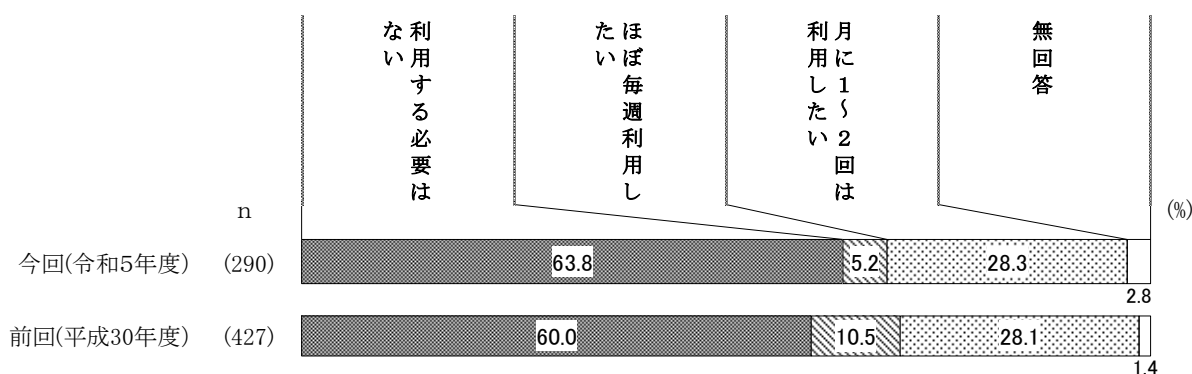 利用する必要は
ない
ほぼ毎週利用し
たい
月に1～2回は
利用したい
無回答
n
(%)
今回(令和5年度)
(290)
63.8
5.2
28.3
2.8
前回(平成30年度)
(427)
60.0
10.5
28.1
1.4